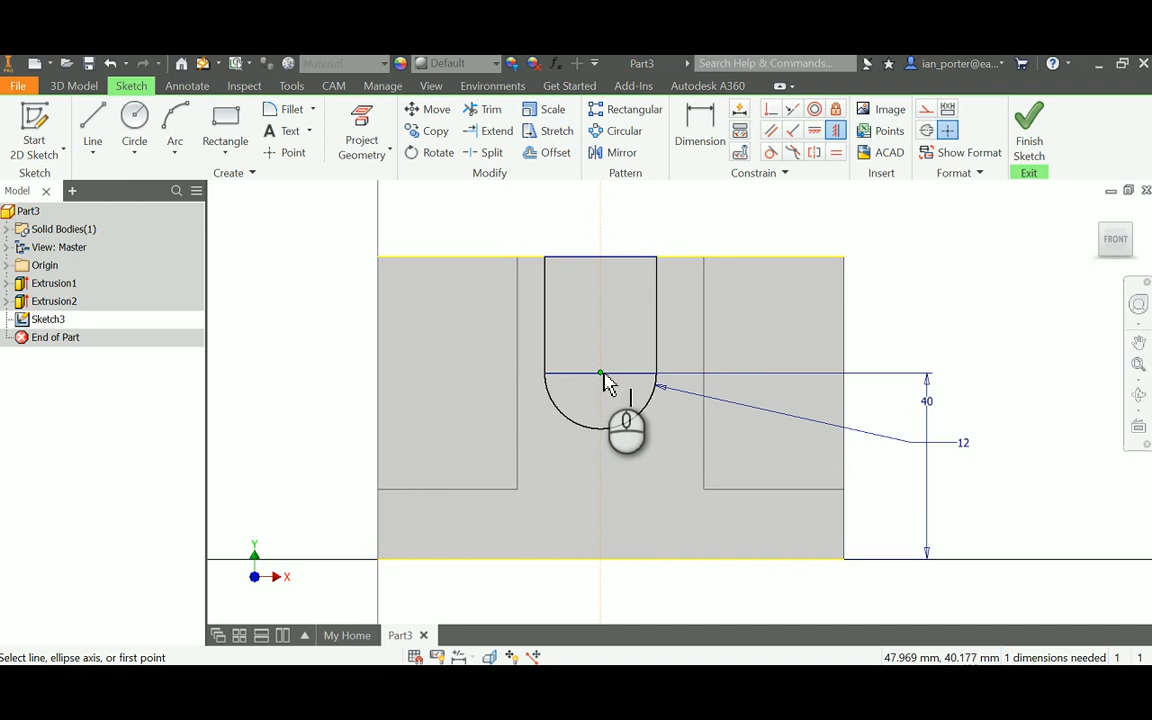 PRO
Material
Default
Part3
Search Help & Commands...
ian_porter@ea...
File
3D Model
Sketch
Annotate
Inspect
Tools
CAM
Manage
View
Environments
Get Started
Add-Ins
Autodesk A360
Start
2D Sketch
Sketch
Line
Circle
Arc
Rectangle
Fillet
Text
Point
Create
Project
Geometry
Move
Copy
Rotate
Trim
Extend
Split
Scale
Stretch
Offset
Modify
Rectangular
Circular
Mirror
Pattern
Dimension
Constrain
Image
Points
ACAD
Insert
Show Format
Format
Finish
Sketch
Exit
Model
Part3
Solid Bodies(1)
View: Master
Origin
Extrusion1
Extrusion2
Sketch3
End of Part
FRONT
40
12
Y
X
My Home
Part3
Select line, ellipse axis, or first point
47.969 mm, 40.177 mm
1 dimensions needed
1
1